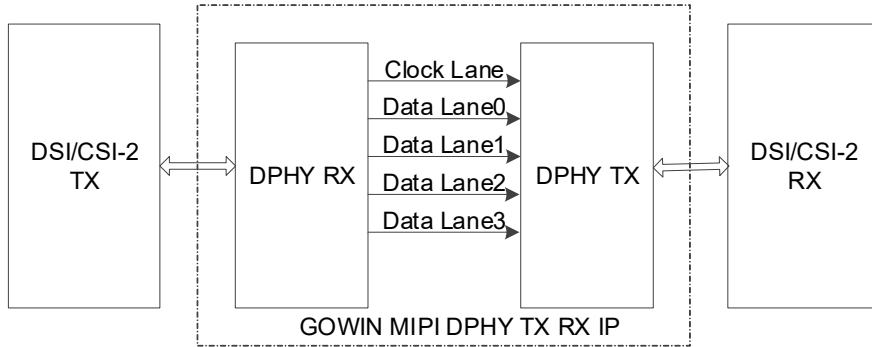 DSI/CSI-2
TX
DPHY RX
Clock Lane
Data Lane0
Data Lane1
Data Lane2
Data Lane3
DPHY TX
DSI/CSI-2
RX
GOWIN MIPI DPHY TX RX IP